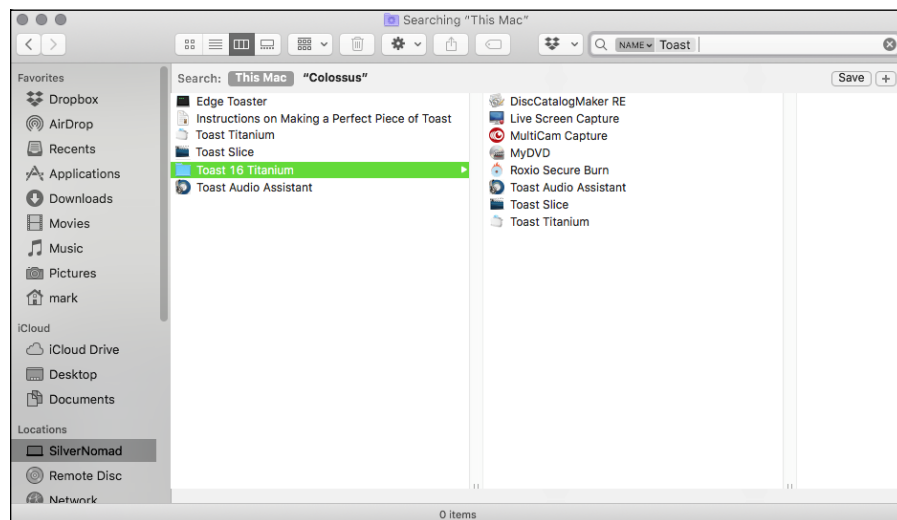 Searching "This Mac"
NAME Toast
Search: This Mac "Colossus" Save +
Favorites
Dropbox
AirDrop
Recents
Applications
Downloads
Movies
Music
Pictures
mark
iCloud
iCloud Drive
Desktop
Documents
Locations
SilverNomad
Remote Disc
Network
Edge Toaster
Instructions on Making a Perfect Piece of Toast
Toast Titanium
Toast Slice
Toast 16 Titanium
Toast Audio Assistant
DiscCatalogMaker RE
Live Screen Capture
MultiCam Capture
MyDVD
Roxio Secure Burn
Toast Audio Assistant
Toast Slice
Toast Titanium
0 items